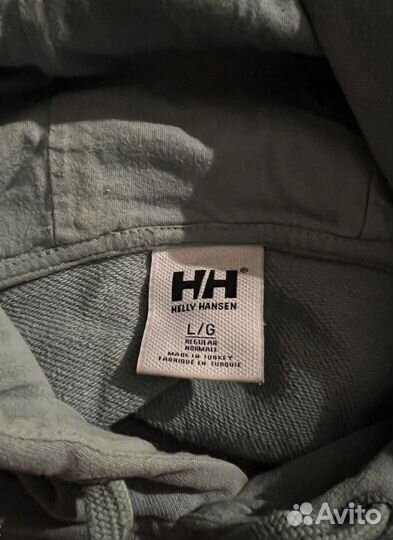 HH®
HELLY HANSEN
L/G
REGULAR
NORMALE
MADE IN TURKEY
FABRIQUÉ EN TURQUIE
Avito